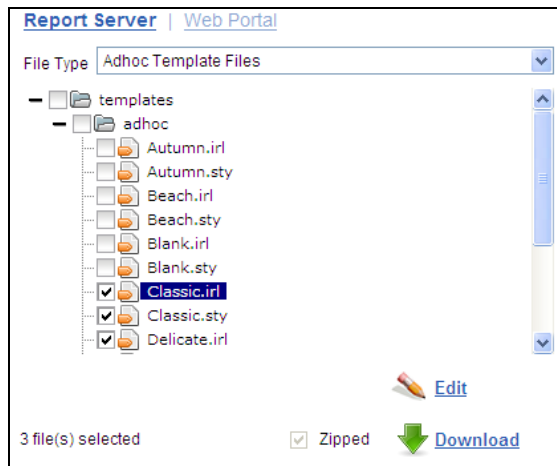 Report Server | Web Portal
File Type Adhoc Template Files
templates
adhoc
Autumn.irl
Autumn.sty
Beach.irl
Beach.sty
Blank.irl
Blank.sty
Classic.irl
Classic.sty
Delicate.irl
Edit
3 file(s) selected Zipped Download